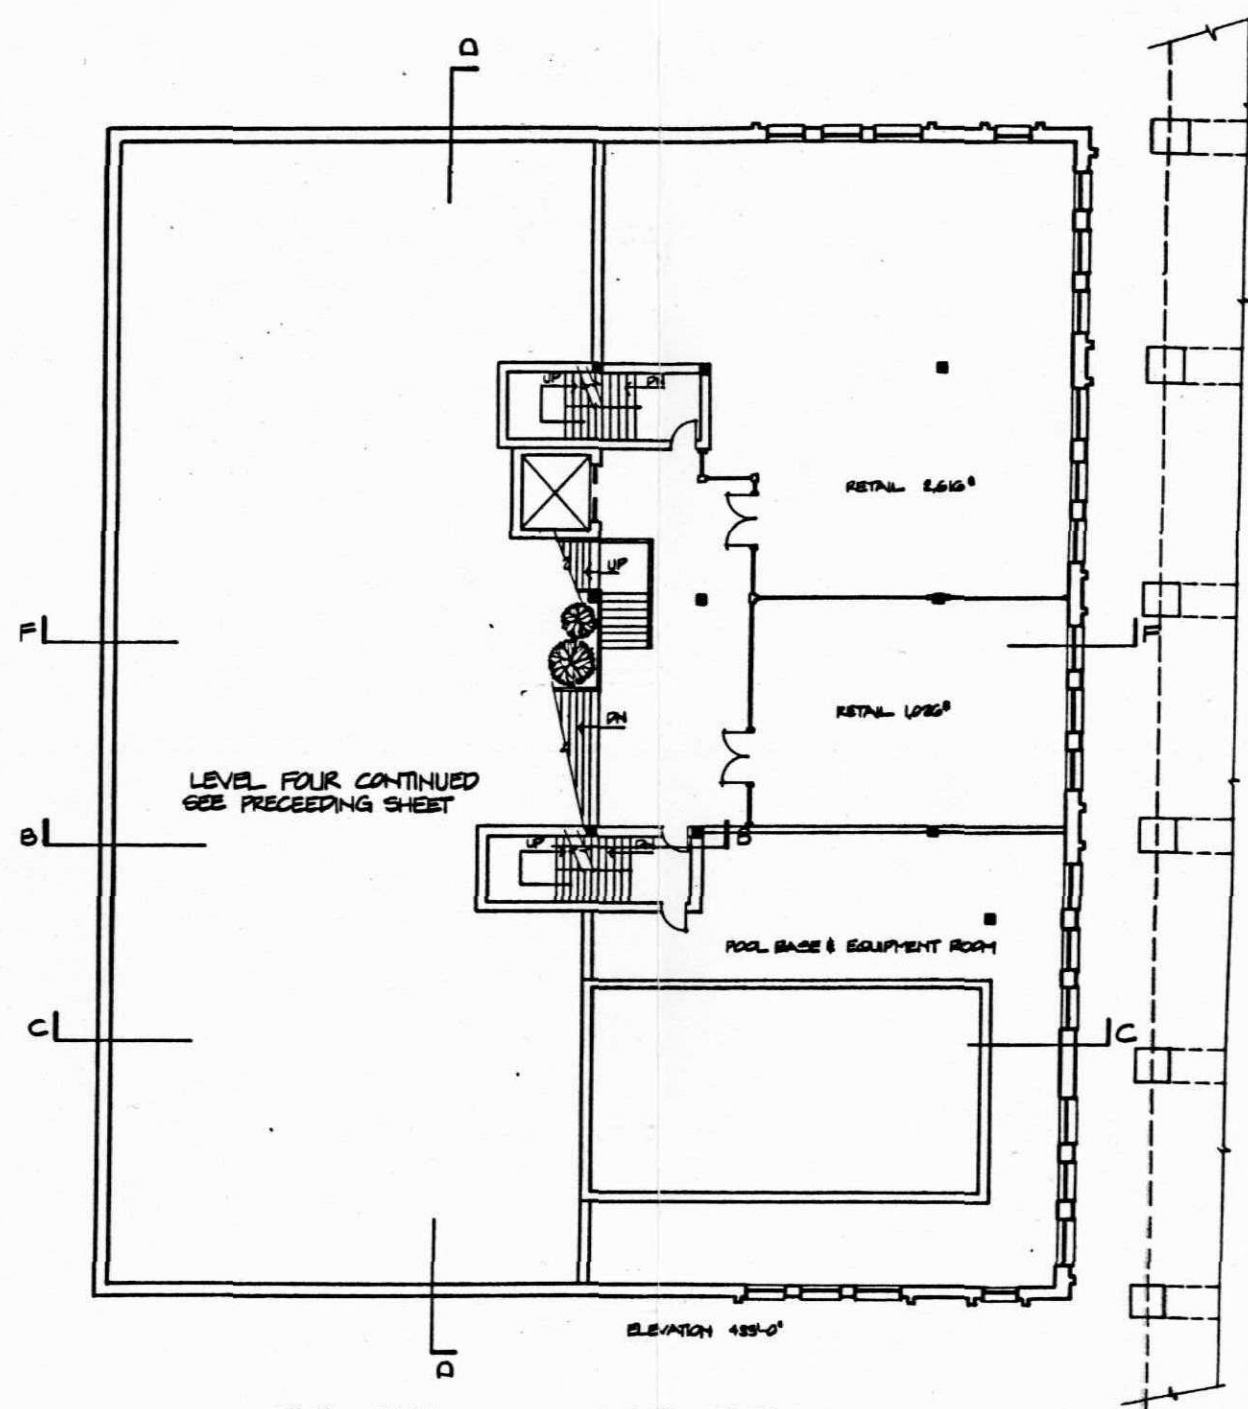 D
UP
DN
RETAIL 2,616
UP
F
F
RETAIL 1,026
DN
LEVEL FOUR CONTINUED
SEE PRECEEDING SHEET
B
B
UP
DN
POOL BASE & EQUIPMENT ROOM
C
C
ELEVATION 433'-0"
D